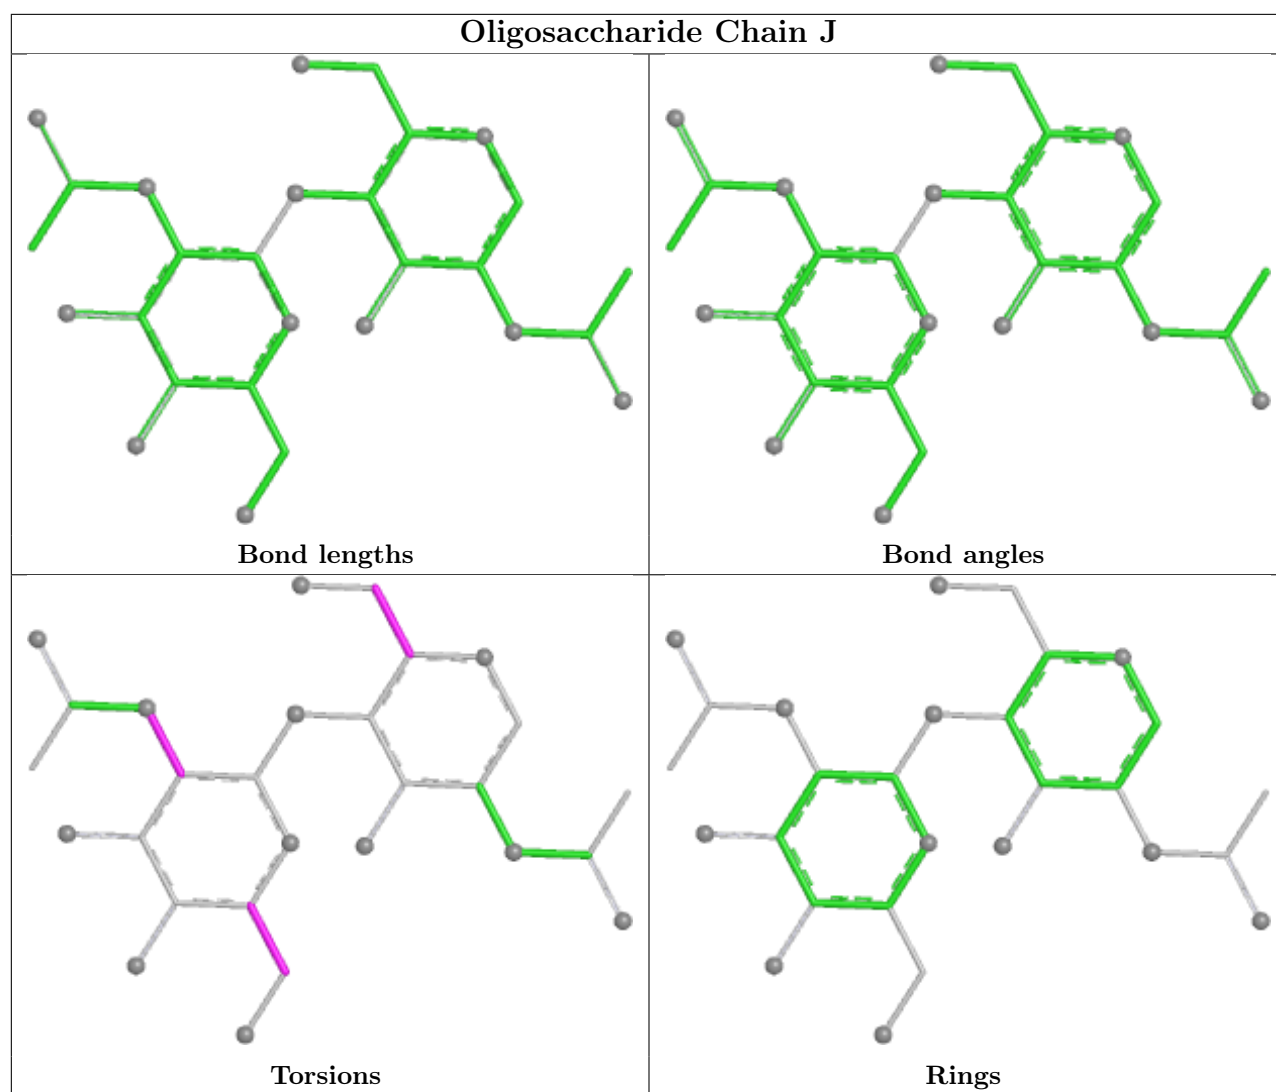 Oligosaccharide Chain J
Bond lengths
Bond angles
Torsions
Rings